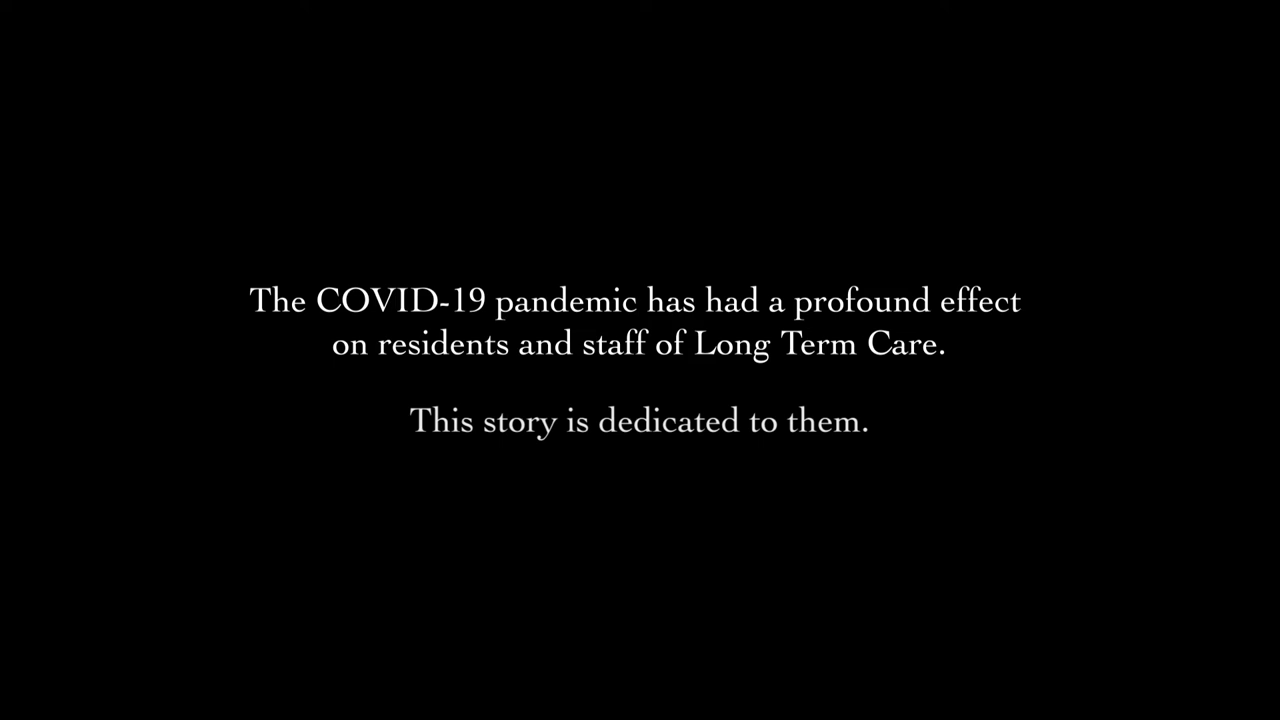 The COVID-19 pandemic has had a profound effect
on residents and staff of Long Term Care.
This story is dedicated to them.